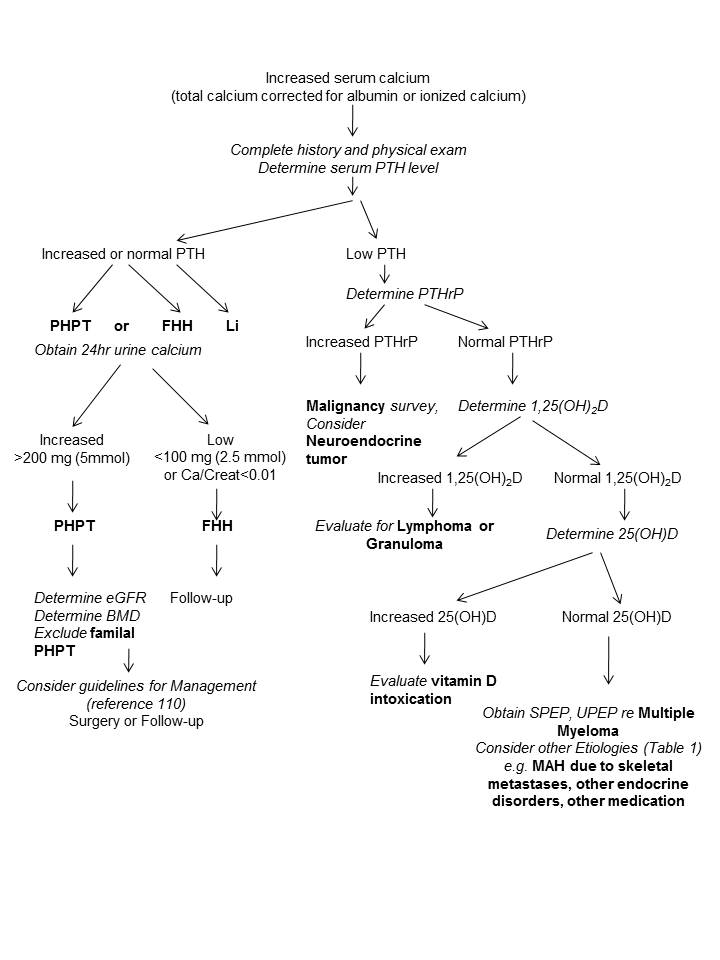 Increased serum calcium
(total calcium corrected for albumin or ionized calcium)
Complete history and physical exam
Determine serum PTH level
Increased or normal PTH
Low PTH
Determine PTHrP
PHPT or FHH Li
Obtain 24hr urine calcium
Increased PTHrP
Normal PTHrP
Malignancy survey,
Consider
Neuroendocrine
tumor
Determine 1,25(OH)₂D
Increased
>200 mg (5mmol)
Low
<100 mg (2.5 mmol)
or Ca/Creat<0.01
Increased 1,25(OH)₂D
Normal 1,25(OH)₂D
PHPT
FHH
Evaluate for Lymphoma or
Granuloma
Determine 25(OH)D
Determine eGFR
Determine BMD
Exclude familal
PHPT
Follow-up
Increased 25(OH)D
Normal 25(OH)D
Consider guidelines for Management
(reference 110)
Surgery or Follow-up
Evaluate vitamin D
intoxication
Obtain SPEP, UPEP re Multiple
Myeloma
Consider other Etiologies (Table 1)
e.g. MAH due to skeletal
metastases, other endocrine
disorders, other medication